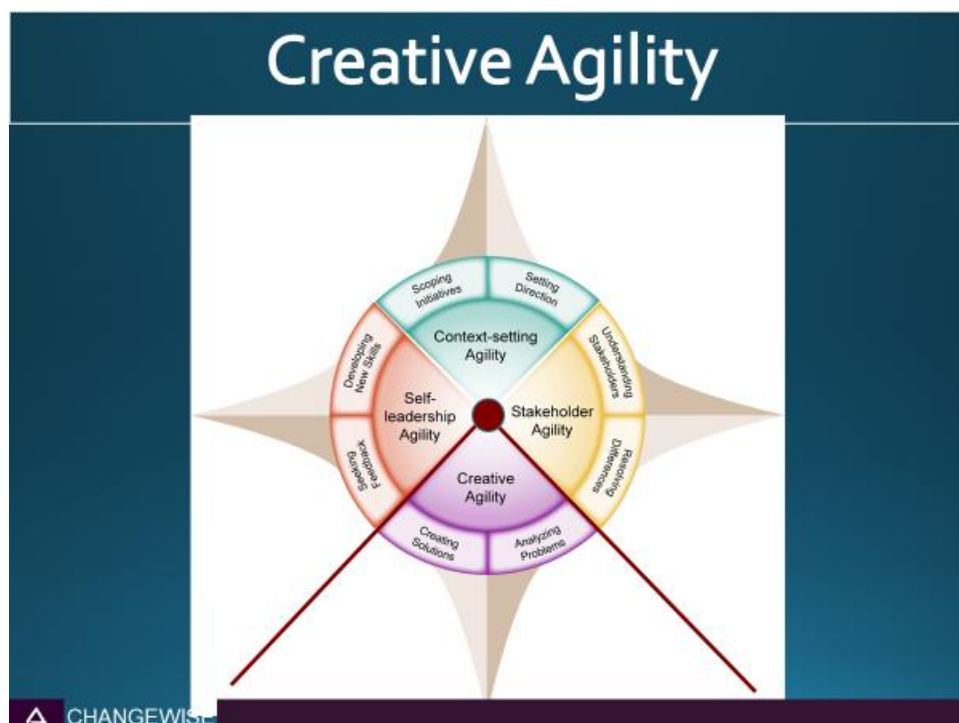 Creative Agility
Scoping
Initiatives
Setting
Direction
Developing
New Skills
Context-setting
Agility
Understanding
Stakeholders
Self-
leadership
Agility
Stakeholder
Agility
Seeking
Feedback
Creative
Agility
Resolving
Differences
Creating
Solutions
Analyzing
Problems
CHANGEWISE